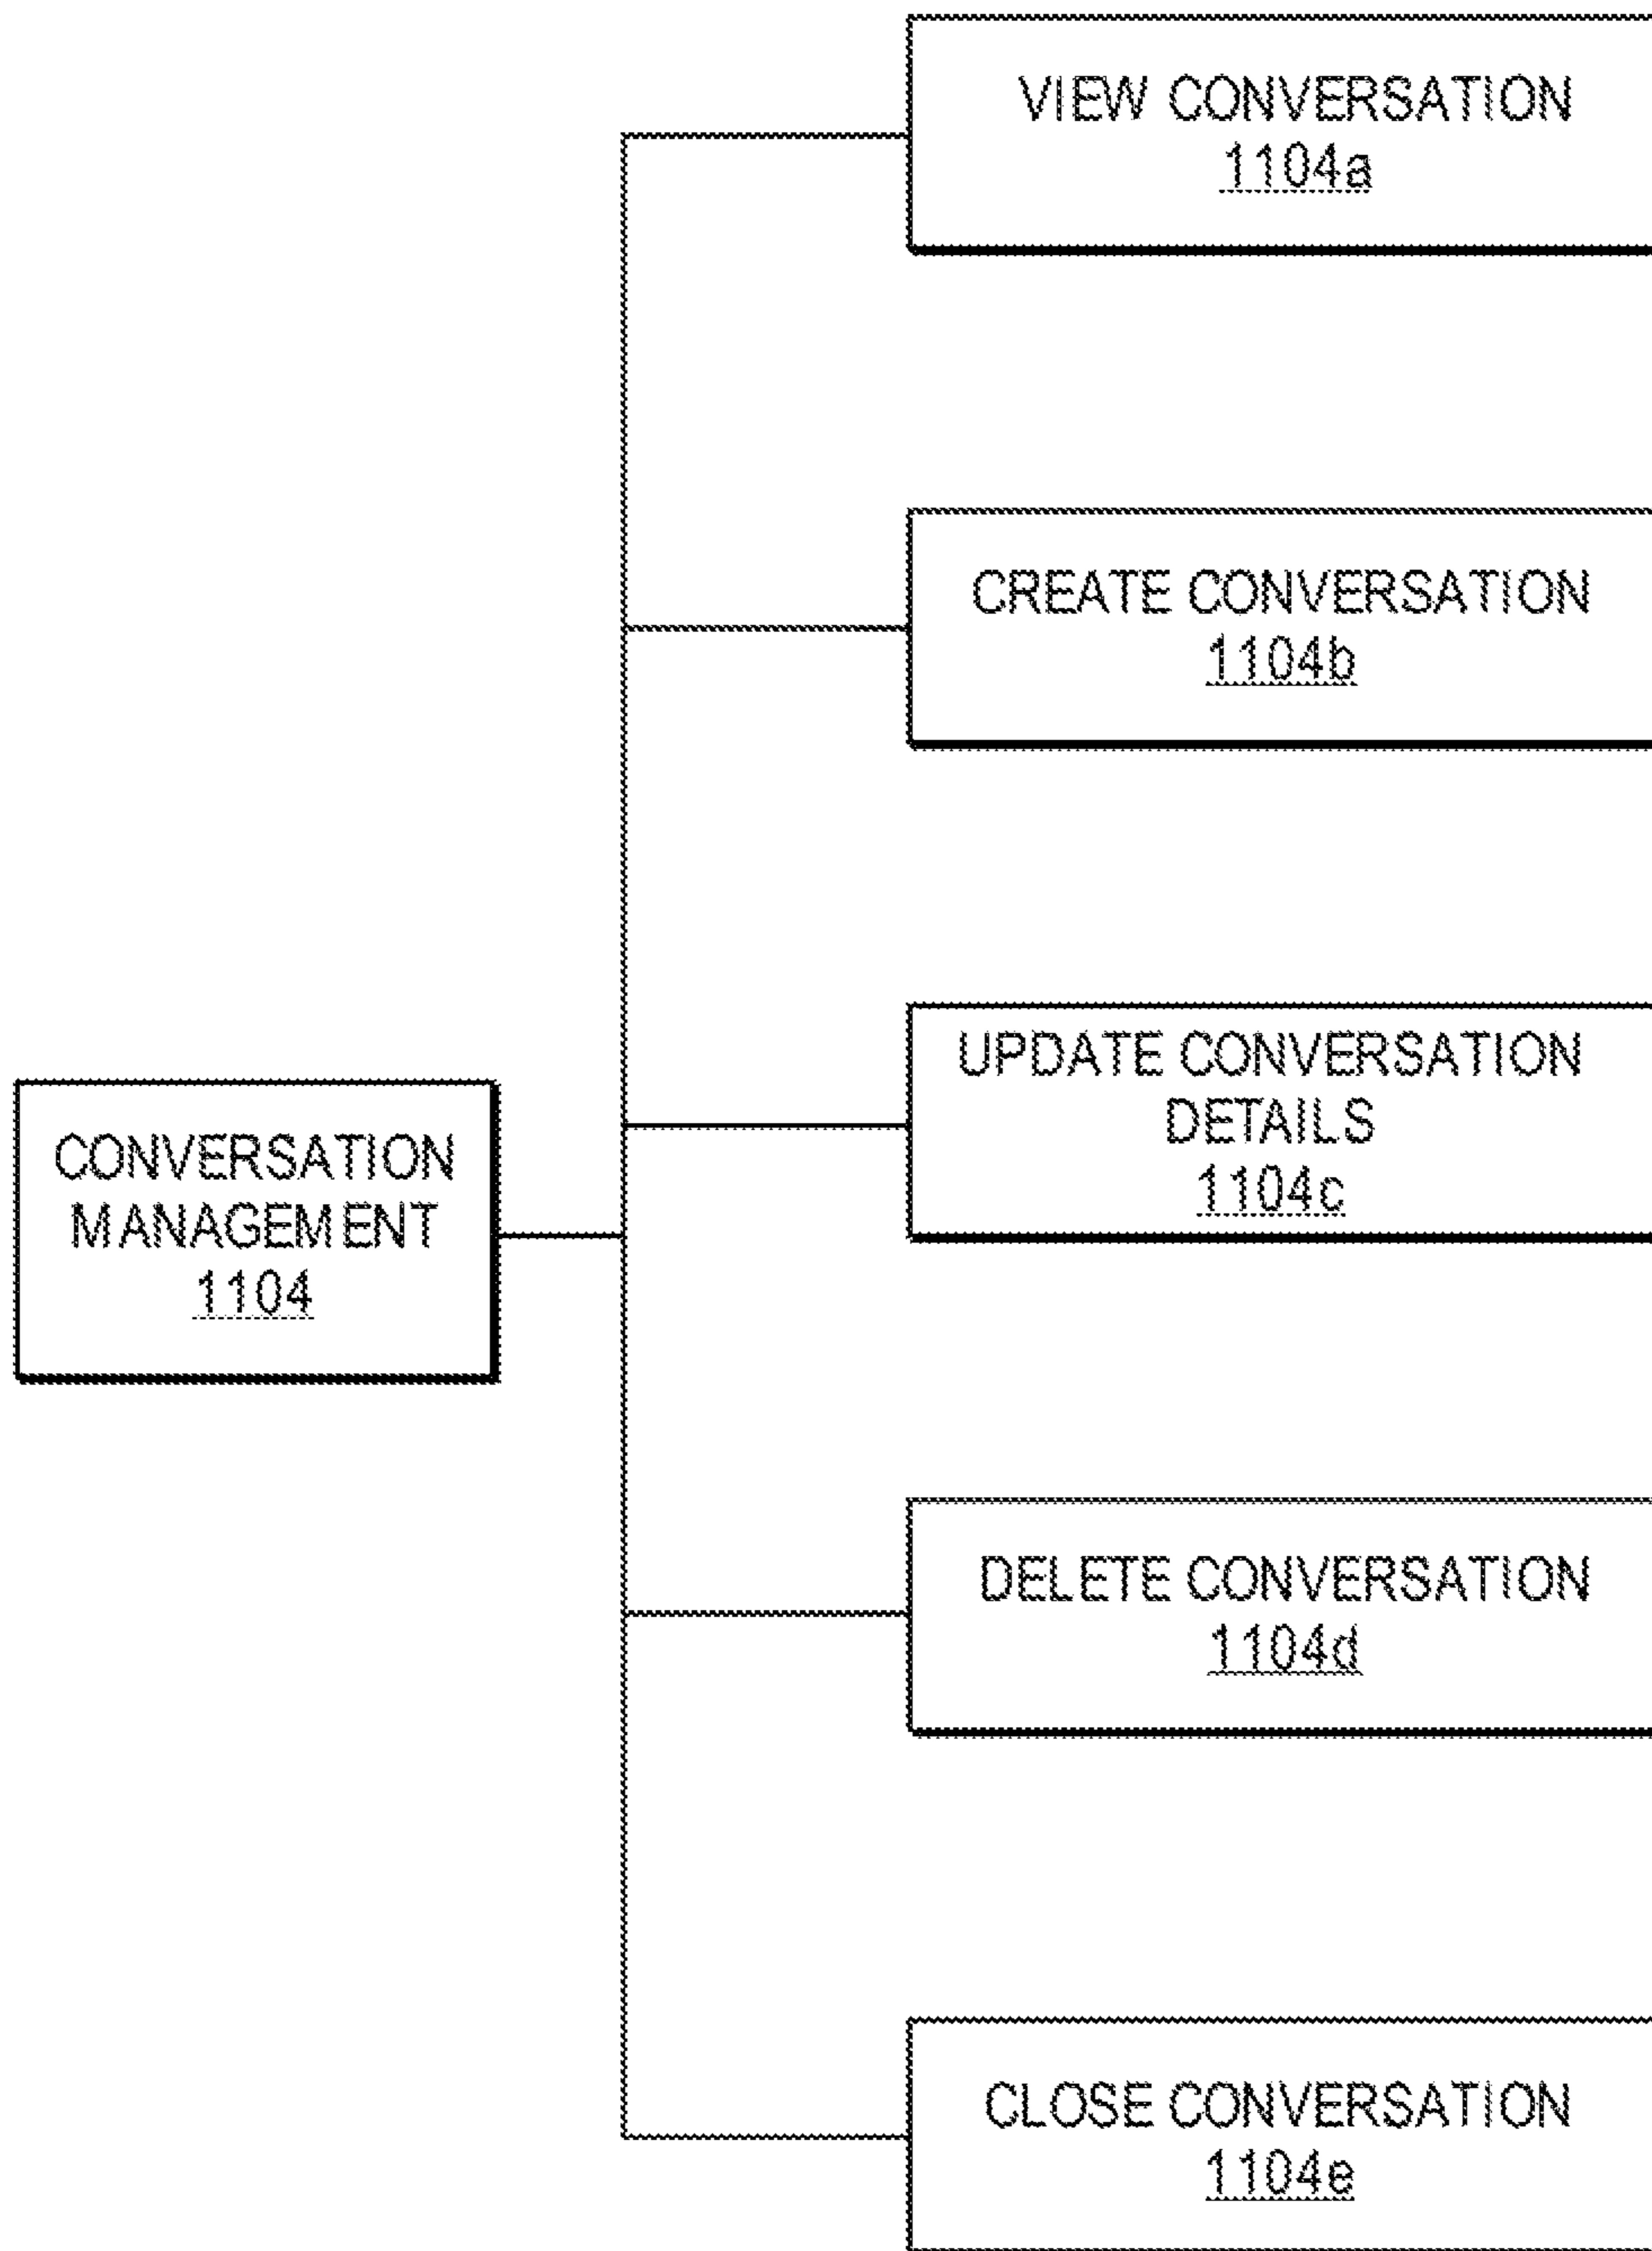 VIEW CONVERSATION
1104a
CREATE CONVERSATION
1104b
UPDATE CONVERSATION
DETAILS
1104c
CONVERSATION
MANAGEMENT
1104
DELETE CONVERSATION
1104d
CLOSE CONVERSATION
1104e